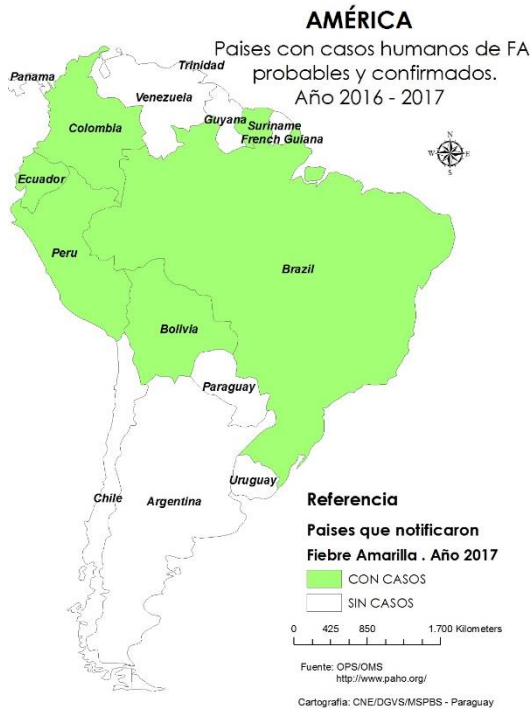 AMÉRICA
Paises con casos humanos de FA
probables y confirmados.
Año 2016 - 2017
Trinidad
Panama
Venezuela
Guyana
Suriname
French Guiana
Colombia
N
W E
S
Ecuador
Peru
Brazil
Bolivia
Paraguay
Uruguay
Chile
Argentina
Referencia
Paises que notificaron
Fiebre Amarilla . Año 2017
CON CASOS
SIN CASOS
0 425 850 1.700 Kilometers
Fuente: OPS/OMS
http://www.paho.org/
Cartografía: CNE/DGVS/MSPBS - Paraguay